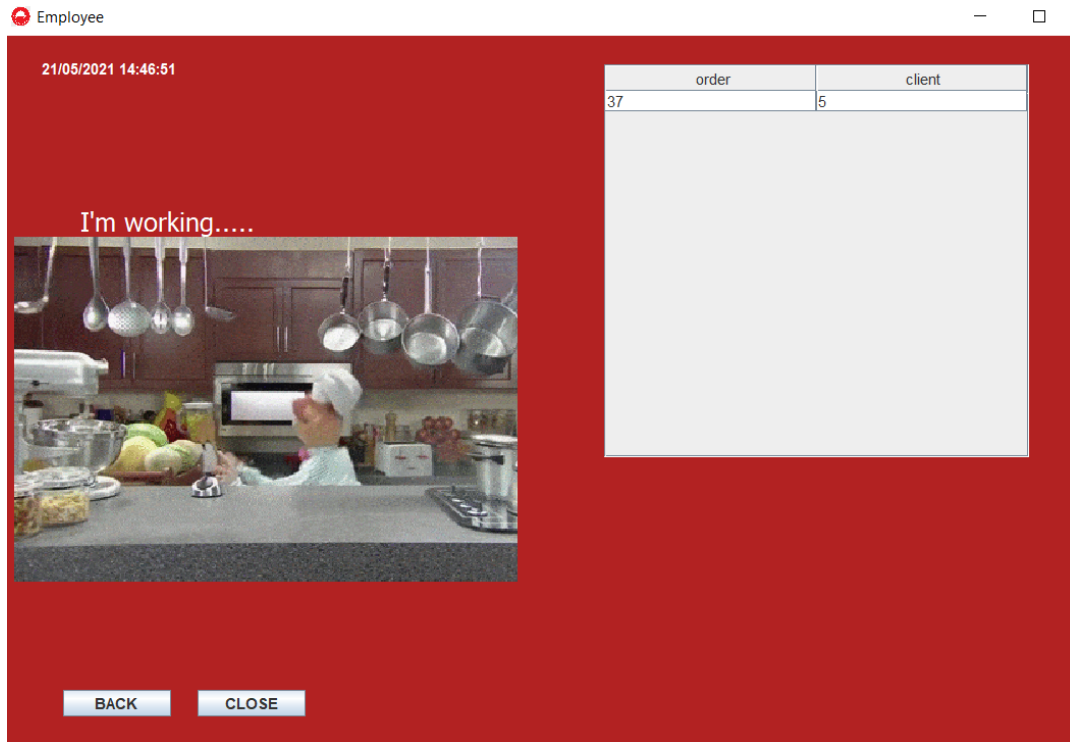 Employee
21/05/2021 14:46:51
order client
37 5
I'm working.....
BACK CLOSE